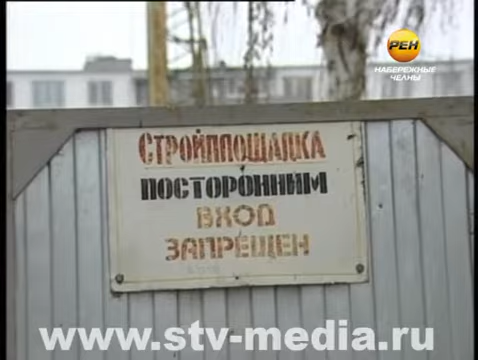 РЕН
НАБЕРЕЖНЫЕ
ЧЕЛНЫ
СТРОЙПЛОЩАДКА
ПОСТОРОННИМ
ВХОД
ЗАПРЕЩЕН
www.stv-media.ru